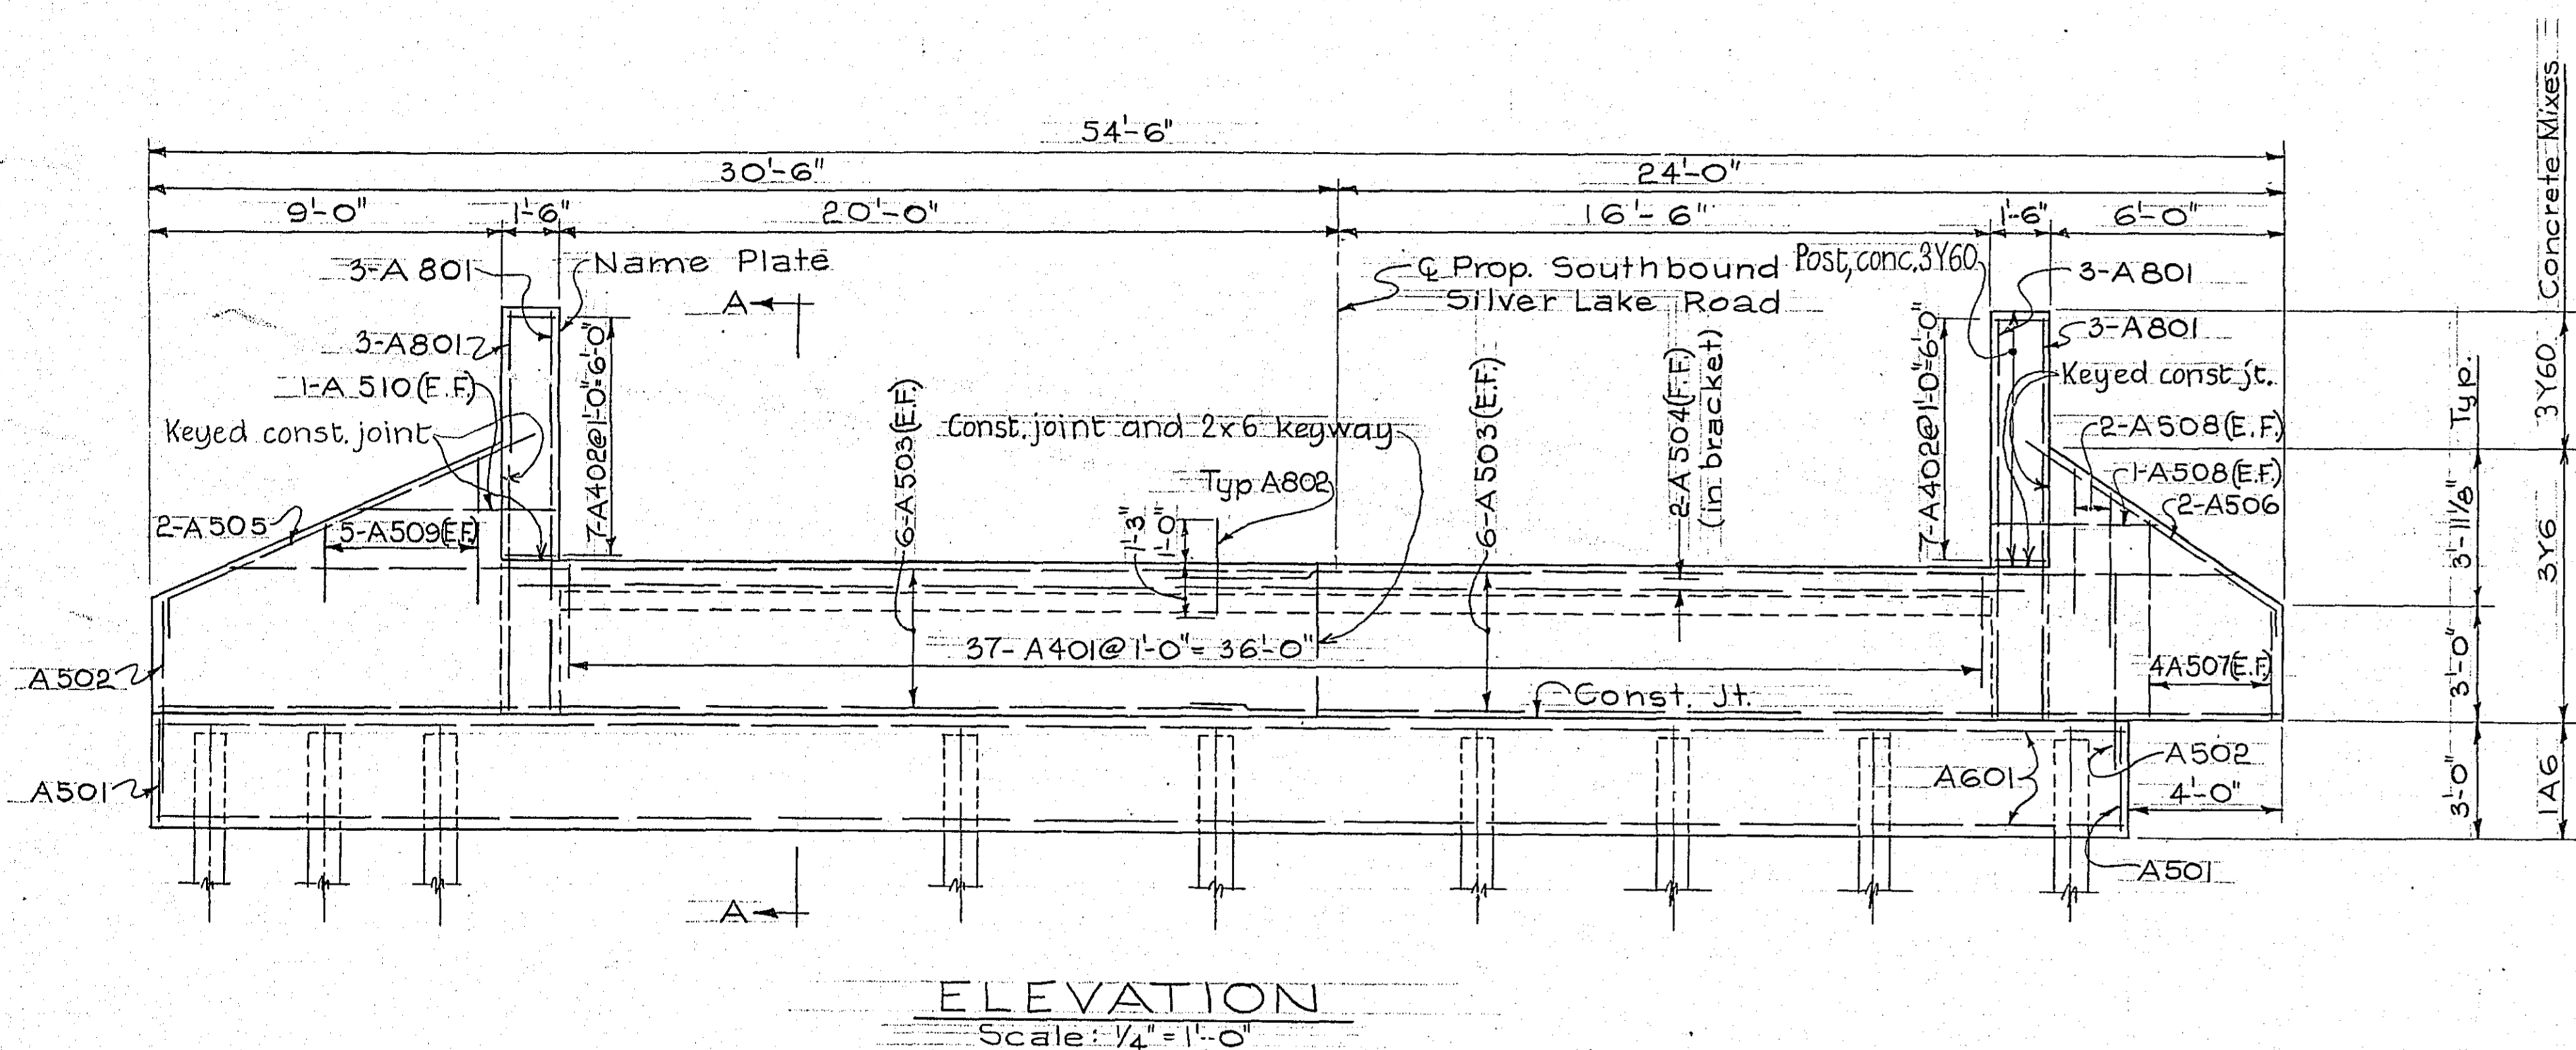 54'-6"
30'-6"
24'-0"
9'-0"
1'-6"
20'-0"
16'-6"
1'-6"
6'-0"
3-A 801
Name Plate
A
℄ Prop. Southbound
Silver Lake Road
Post, conc. 3Y60
3-A 801
3-A801
3-A801
1-A 510 (E.F.)
Keyed const. joint
7-A402@1'-0"=6'-0"
6-A503(E.F.)
Const. joint and 2x6 keyway
Typ A802
1'-3"
1'-0"
6-A503(E.F.)
2-A504(F.F.)
(in bracket)
7-A402@1'-0"=6'-0"
Keyed const jt.
2-A508(E.F.)
1-A508(E.F.)
2-A506
2-A505
5-A509(E.F.)
37-A401@1'-0"= 36'-0"
Const. Jt.
4A507(E.F.)
A502
A501
A601
A502
4'-0"
A501
A
Typ.
3'-11 1/8"
3'-0"
3'-0"
Concrete Mixes
3Y60
3Y6
1A6
ELEVATION
Scale: 1/4" = 1'-0"